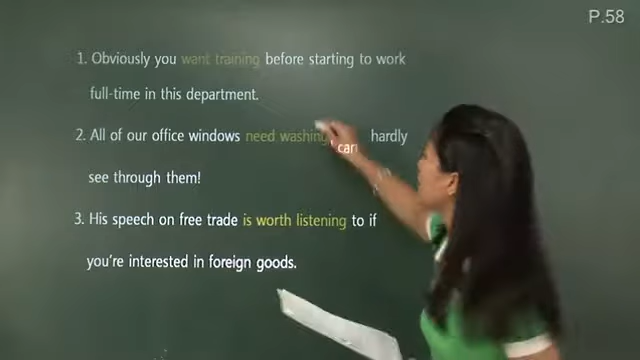 P.58
1. Obviously you want training before starting to work
full-time in this department.
2. All of our office windows need washing, can hardly
see through them!
3. His speech on free trade is worth listening to if
you're interested in foreign goods.